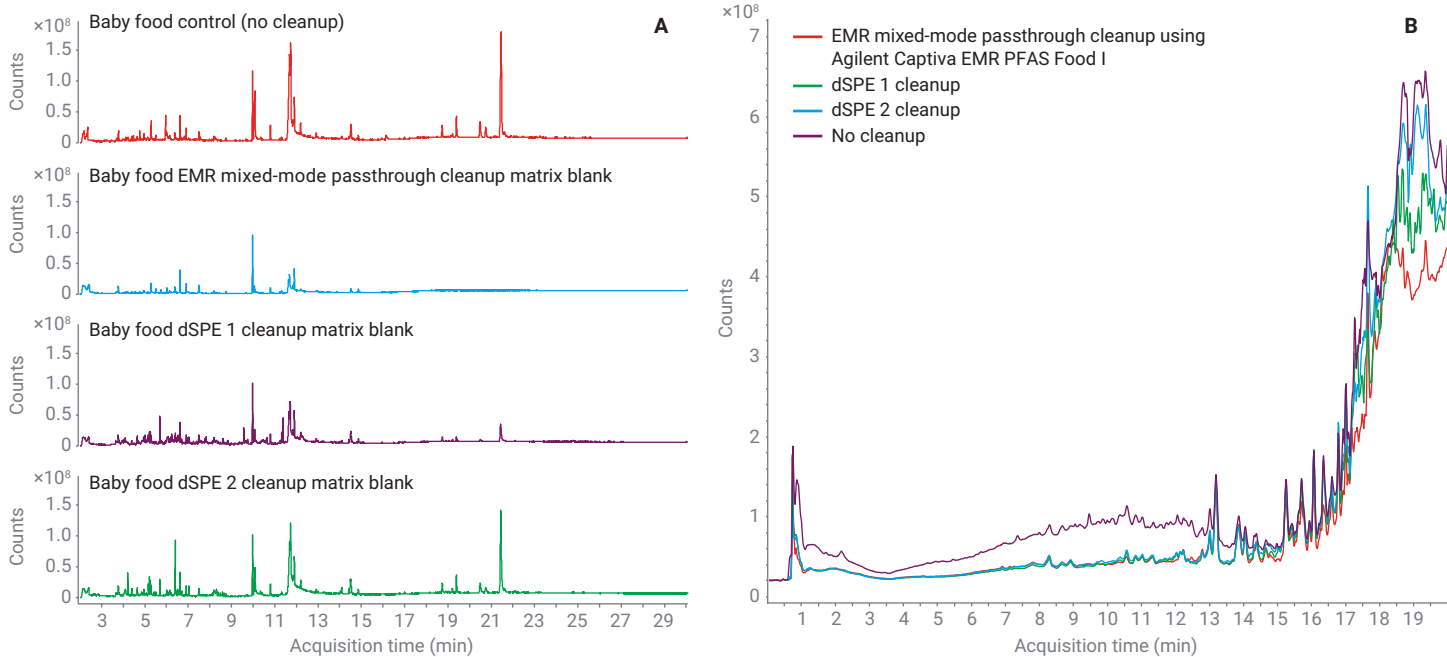 Baby food control (no cleanup)
A
×10⁸
1.5
1.0
0.5
0
Counts
Baby food EMR mixed-mode passthrough cleanup matrix blank
×10⁸
1.5
1.0
0.5
0
Counts
Baby food dSPE 1 cleanup matrix blank
×10⁸
1.5
1.0
0.5
0
Counts
Baby food dSPE 2 cleanup matrix blank
×10⁸
1.5
1.0
0.5
0
Counts
3 5 7 9 11 13 15 17 19 21 23 25 27 29
Acquisition time (min)
×10⁸
B
7
6
5
4
3
2
1
0
Counts
EMR mixed-mode passthrough cleanup using
Agilent Captiva EMR PFAS Food I
dSPE 1 cleanup
dSPE 2 cleanup
No cleanup
1 2 3 4 5 6 7 8 9 10 11 12 13 14 15 16 17 18 19
Acquisition time (min)